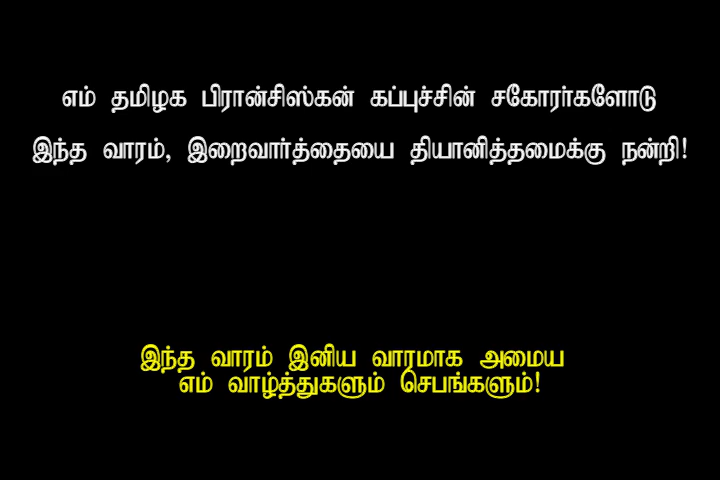 எம் தமிழக பிரான்சிஸ்கன் கப்புச்சின் சகோரர்களோடு
இந்த வாரம், இறைவார்த்தையை தியானித்தமைக்கு நன்றி!
இந்த வாரம் இனிய வாரமாக அமைய
எம் வாழ்த்துகளும் செபங்களும்!